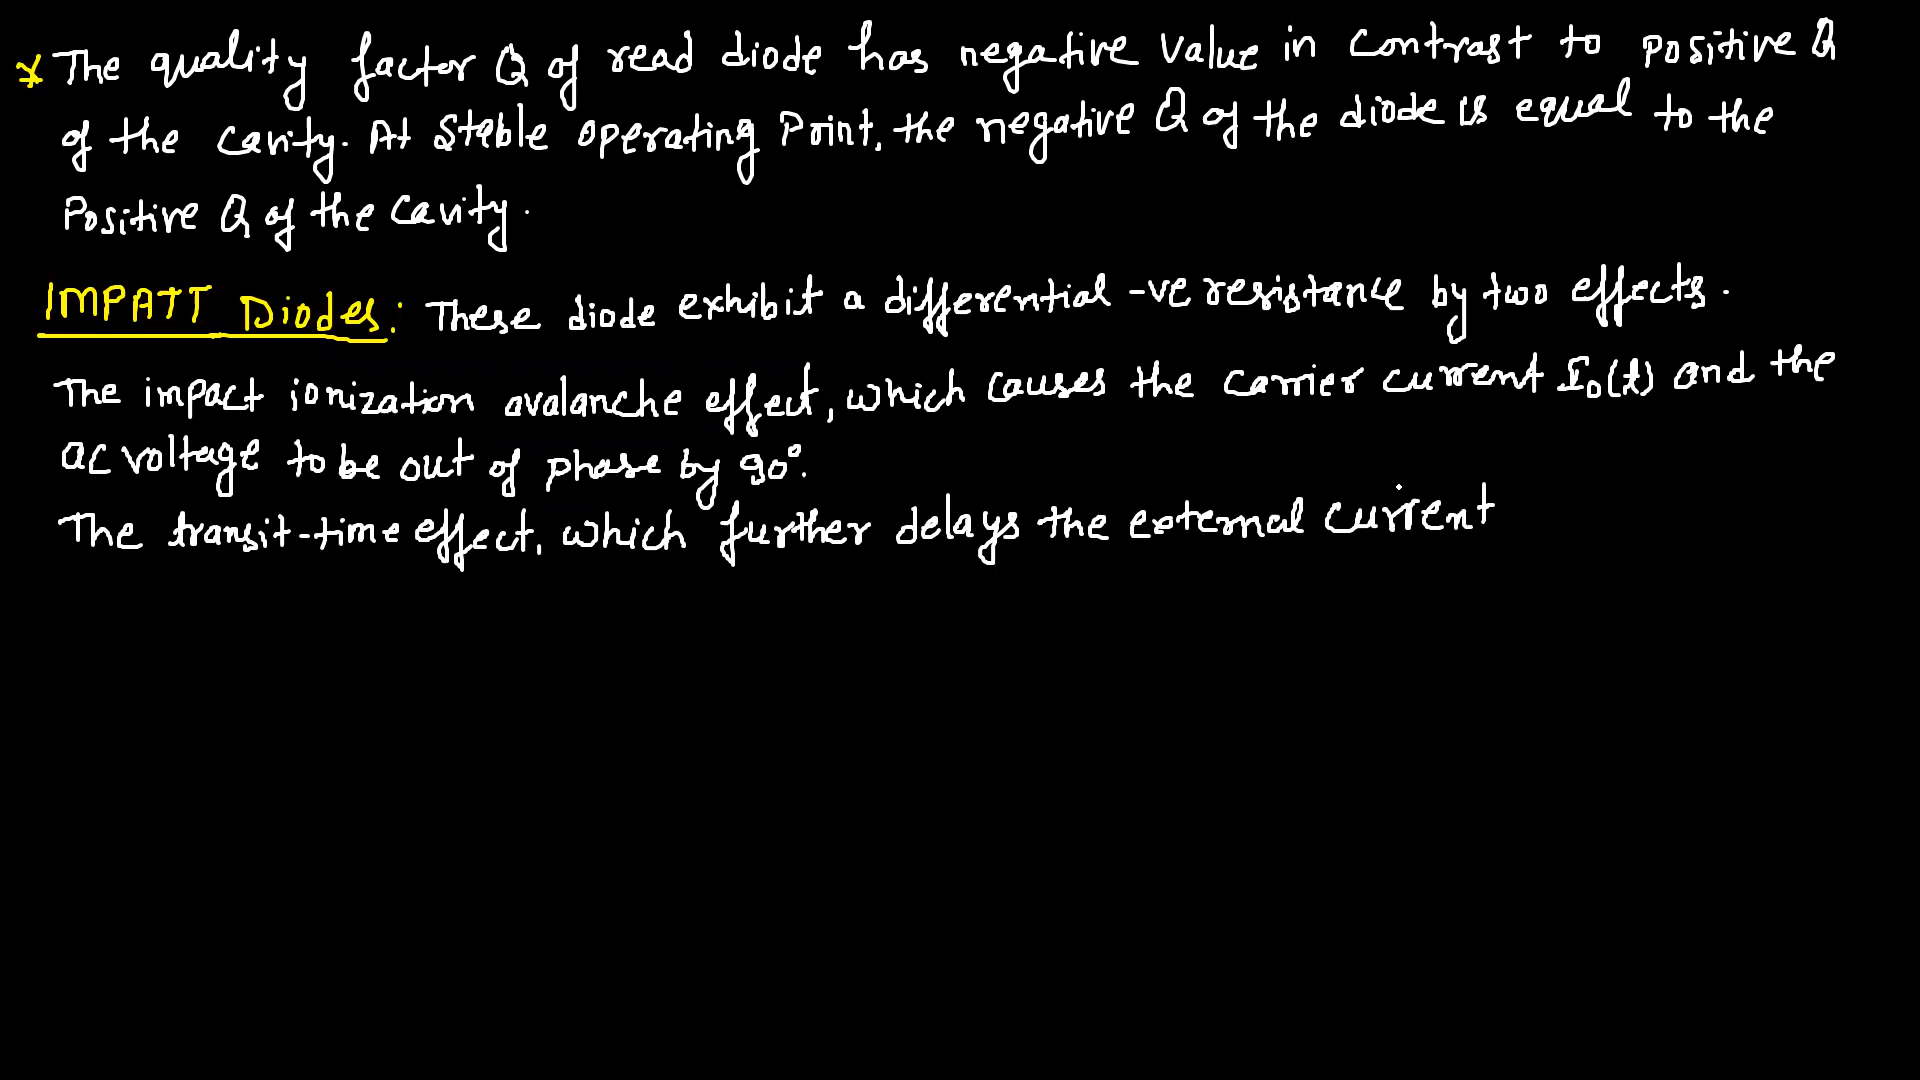 * The quality factor Q of read diode has negative value in contrast to positive Q
of the cavity. At stable operating point, the negative Q of the diode is equal to the
Positive Q of the cavity.
IMPATT Diodes: These diode exhibit a differential -ve resistance by two effects.
The impact ionization avalanche effect, which causes the carrier current I₀(t) and the
ac voltage to be out of phase by 90°.
The transit-time effect, which further delays the external current